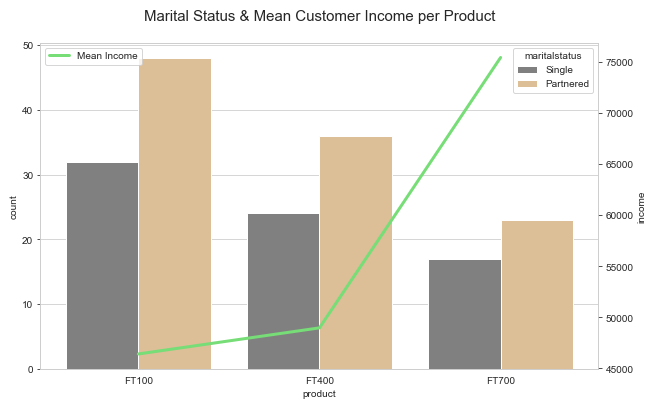 Marital Status & Mean Customer Income per Product
Mean Income
maritalstatus
Single
Partnered
50
40
30
20
10
0
count
75000
70000
65000
60000
55000
50000
45000
income
FT100
FT400
FT700
product